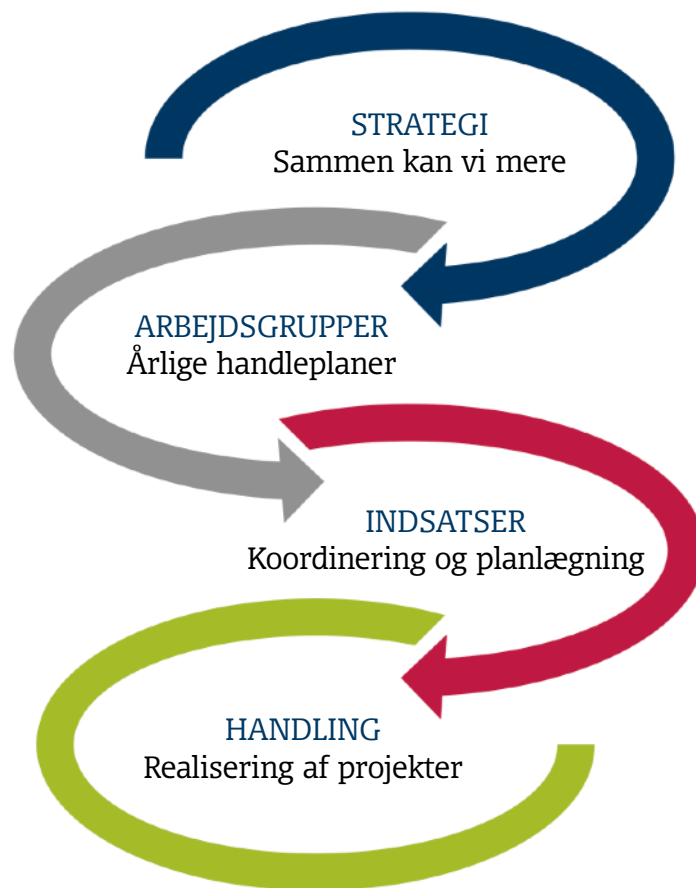 STRATEGI
Sammen kan vi mere
ARBEJDSGRUPPER
Årlige handleplaner
INDSATSER
Koordinering og planlægning
HANDLING
Realisering af projekter